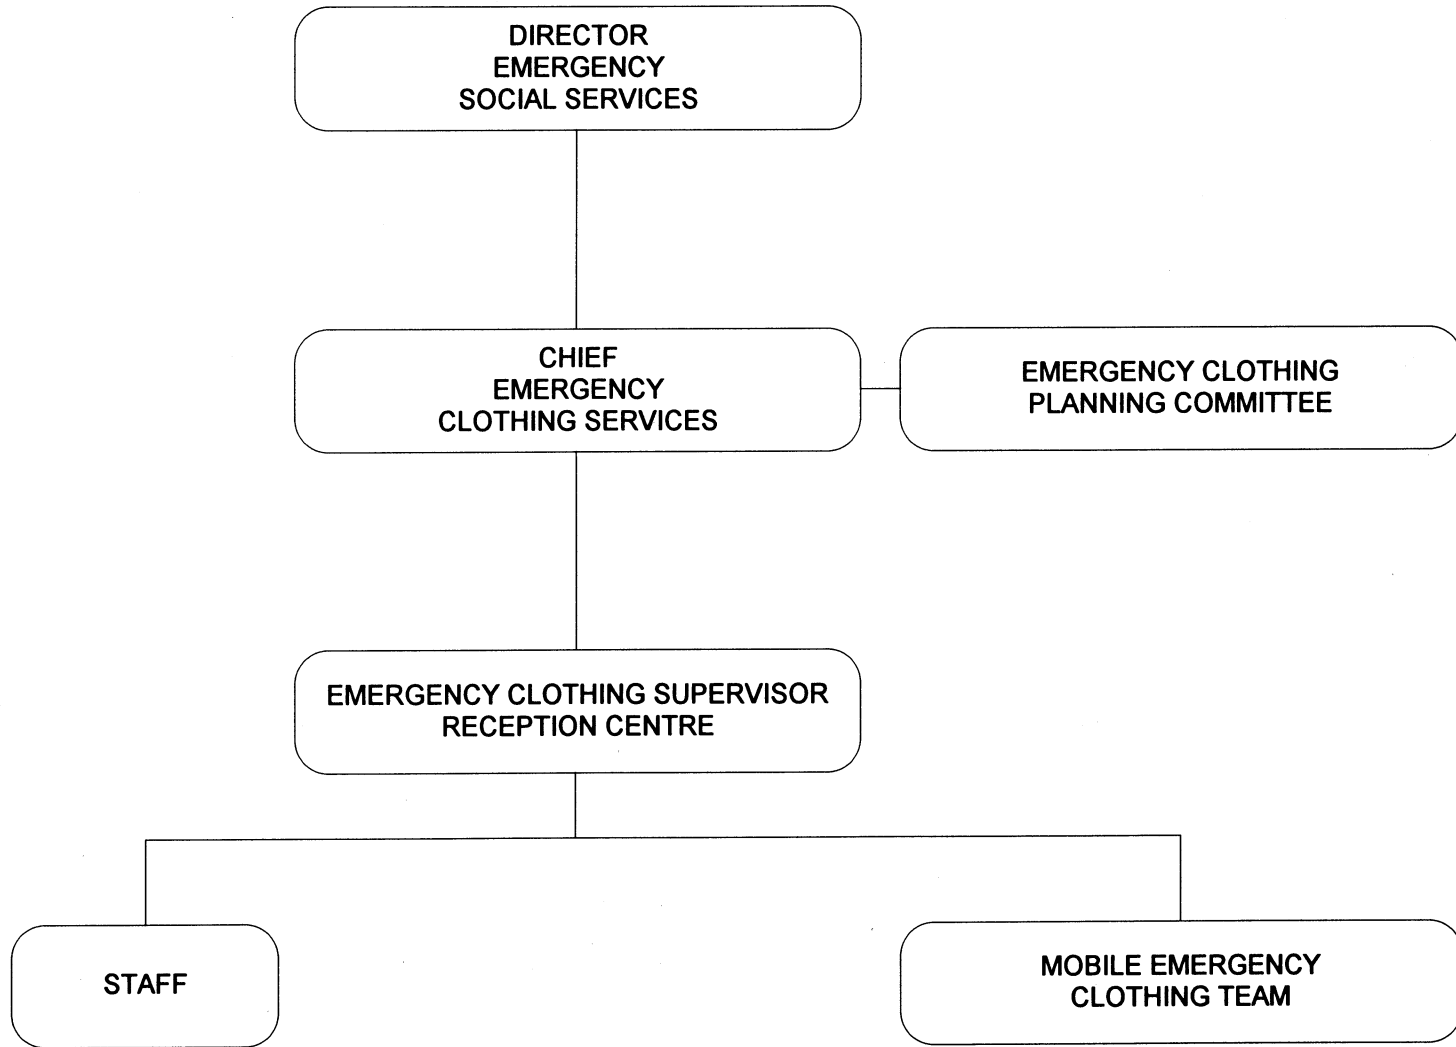 DIRECTOR
EMERGENCY
SOCIAL SERVICES
CHIEF
EMERGENCY
CLOTHING SERVICES
EMERGENCY CLOTHING
PLANNING COMMITTEE
EMERGENCY CLOTHING SUPERVISOR
RECEPTION CENTRE
STAFF
MOBILE EMERGENCY
CLOTHING TEAM